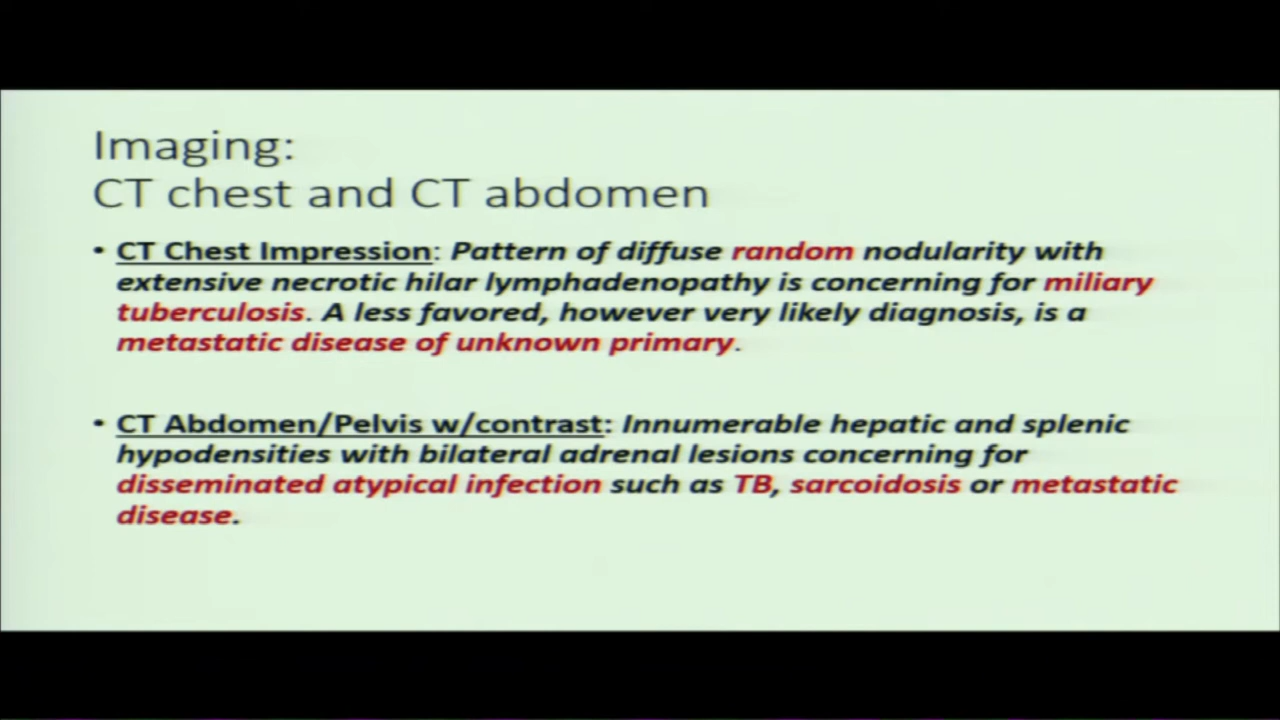 Imaging:
CT chest and CT abdomen
• CT Chest Impression: Pattern of diffuse random nodularity with
extensive necrotic hilar lymphadenopathy is concerning for miliary
tuberculosis. A less favored, however very likely diagnosis, is a
metastatic disease of unknown primary.
• CT Abdomen/Pelvis w/contrast: Innumerable hepatic and splenic
hypodensities with bilateral adrenal lesions concerning for
disseminated atypical infection such as TB, sarcoidosis or metastatic
disease.